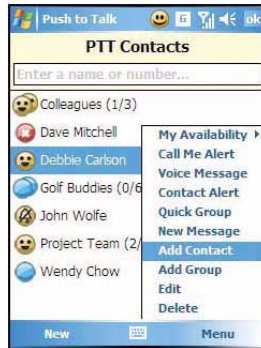 Push to Talk
G
ok
PTT Contacts
Enter a name or number...
Colleagues (1/3)
Dave Mitchell
Debbie Carlson
Golf Buddies (0/6
John Wolfe
Project Team (2/
Wendy Chow
My Availability
Call Me Alert
Voice Message
Contact Alert
Quick Group
New Message
Add Contact
Add Group
Edit
Delete
New
Menu